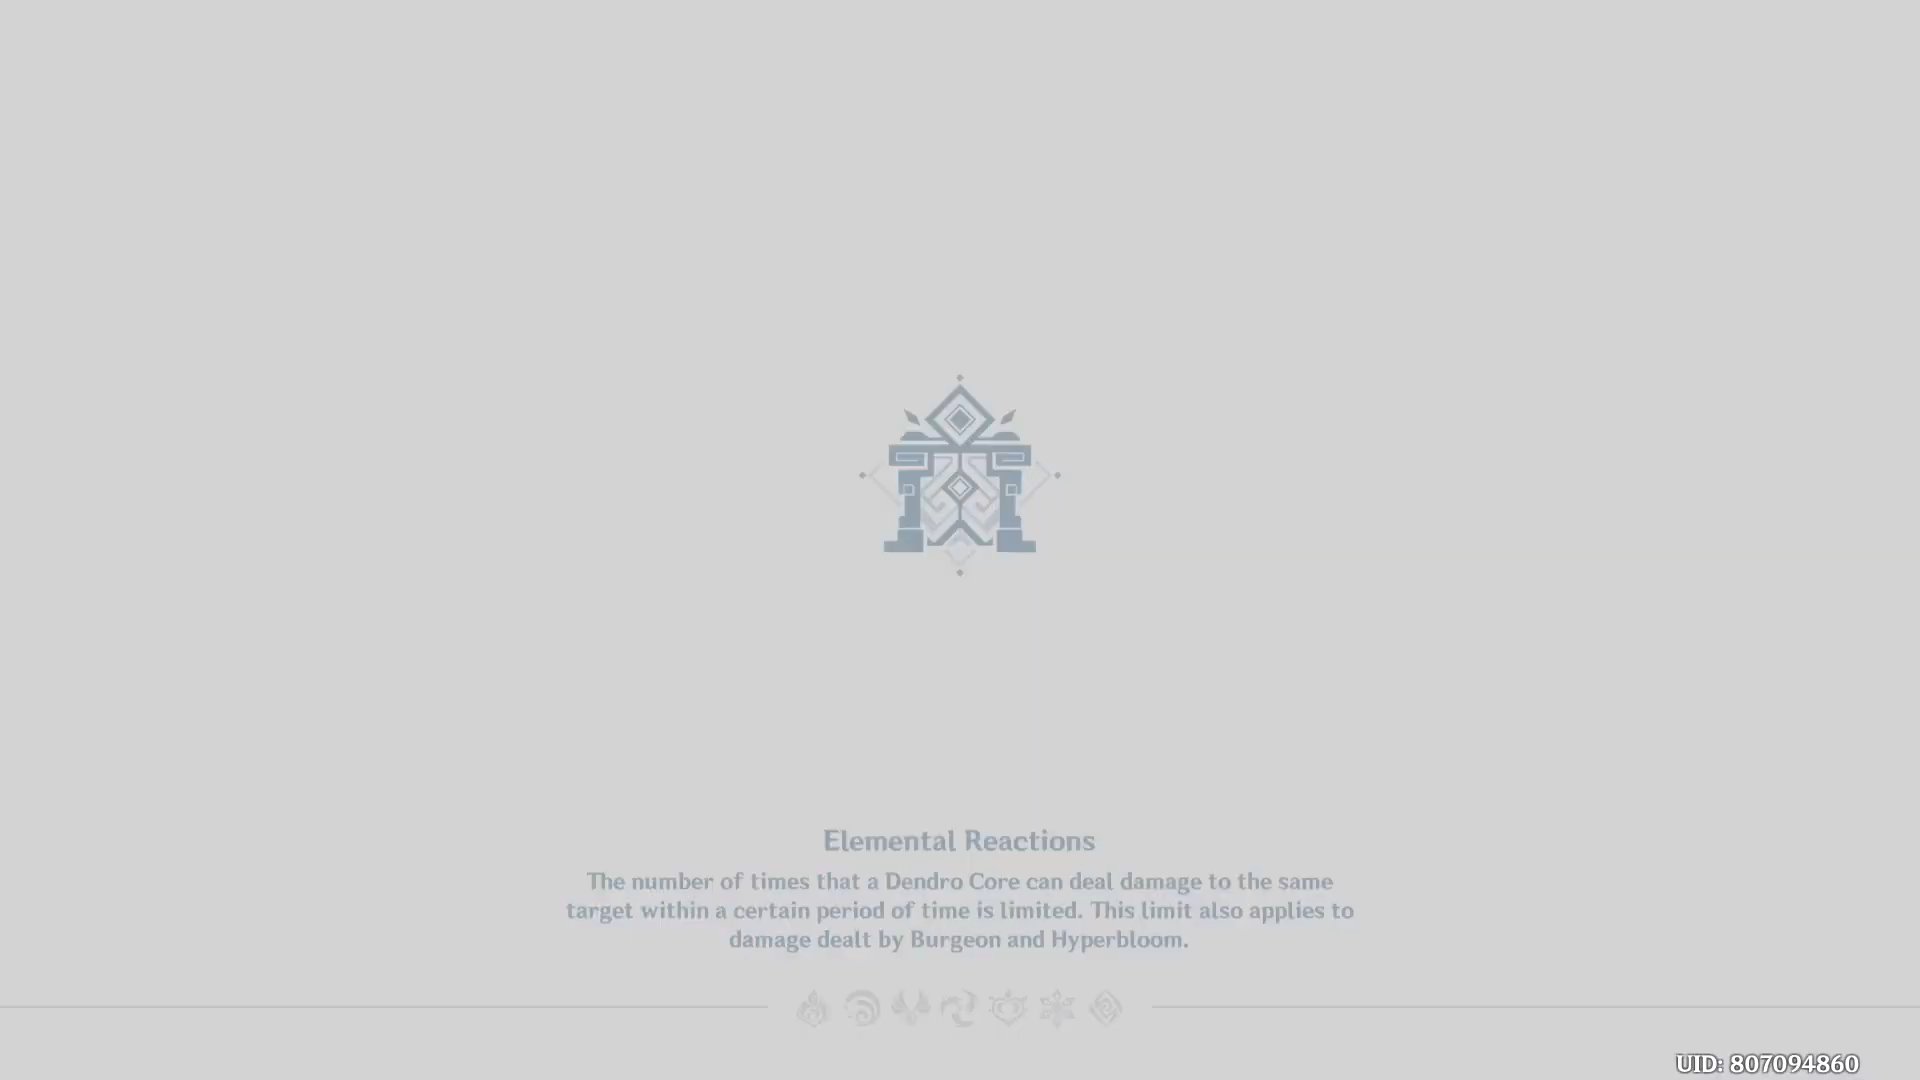 Elemental Reactions
The number of times that a Dendro Core can deal damage to the same
target within a certain period of time is limited. This limit also applies to
damage dealt by Burgeon and Hyperbloom.
UID: 807094860